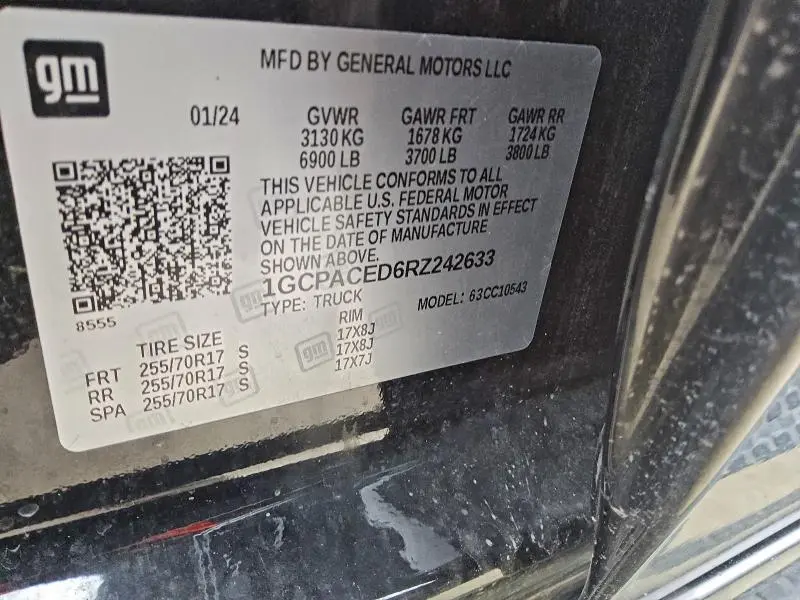 gm
MFD BY GENERAL MOTORS LLC
01/24 GVWR GAWR FRT GAWR RR
3130 KG 1678 KG 1724 KG
6900 LB 3700 LB 3800 LB
THIS VEHICLE CONFORMS TO ALL
APPLICABLE U.S. FEDERAL MOTOR
VEHICLE SAFETY STANDARDS IN EFFECT
ON THE DATE OF MANUFACTURE
SHOWN ABOVE.
1GCPACED6RZ242633
TYPE: TRUCK MODEL: 63CC10543
8555
TIRE SIZE RIM
FRT 255/70R17 S 17X8J
RR 255/70R17 S 17X8J
SPA 255/70R17 S 17X7J
gm
gm
gm